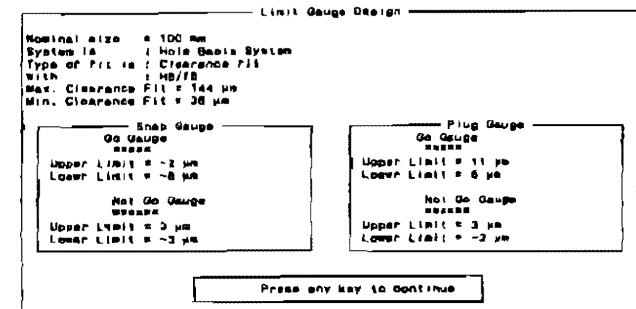 Limit Gauge Design
Nominal size = 100 mm
System is : Hole Basis System
Type of Fit is : Clearance Fit
With : H8/f8
Max. Clearance Fit = 144 µm
Min. Clearance Fit = 36 µm
Snap Gauge
Go Gauge
*****
Upper Limit = -2 µm
Lower Limit = -8 µm
Not Go Gauge
******
Upper Limit = 3 µm
Lower Limit = -3 µm
Plug Gauge
Go Gauge
*****
Upper Limit = 11 µm
Lower Limit = 6 µm
Not Go Gauge
******
Upper Limit = 3 µm
Lower Limit = -3 µm
Press any key to continue